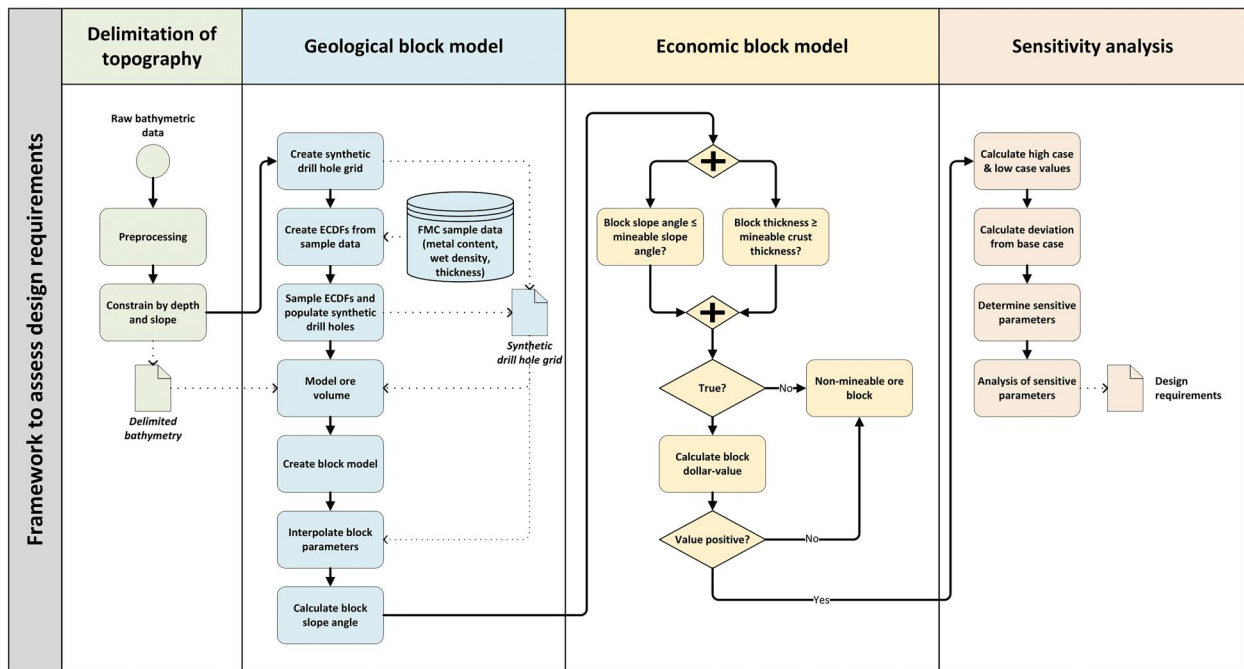 Framework to assess design requirements
Delimitation of
topography
Raw bathymetric
data
Preprocessing
Constrain by depth
and slope
Delimited
bathymetry
Geological block model
Create synthetic
drill hole grid
Create ECDFs from
sample data
FMC sample data
(metal content,
wet density,
thickness)
Sample ECDFs and
populate synthetic
drill holes
Synthetic
drill hole grid
Model ore
volume
Create block model
Interpolate block
parameters
Calculate block
slope angle
Economic block model
Block slope angle ≤
mineable slope
angle?
Block thickness ≥
mineable crust
thickness?
True?
No
Non-mineable ore
block
Calculate block
dollar-value
Value positive?
No
Yes
Sensitivity analysis
Calculate high case
& low case values
Calculate deviation
from base case
Determine sensitive
parameters
Analysis of sensitive
parameters
Design
requirements